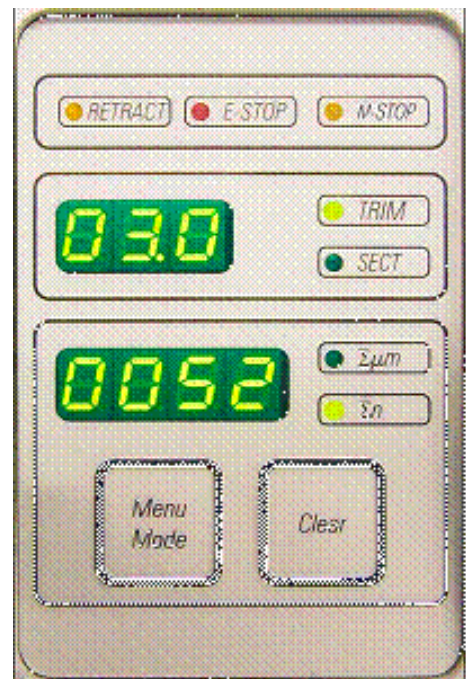 RETRACT E-STOP M-STOP
03.0 TRIM
SECT
0052 Σμm
Σn
Menu
Mode
Clear